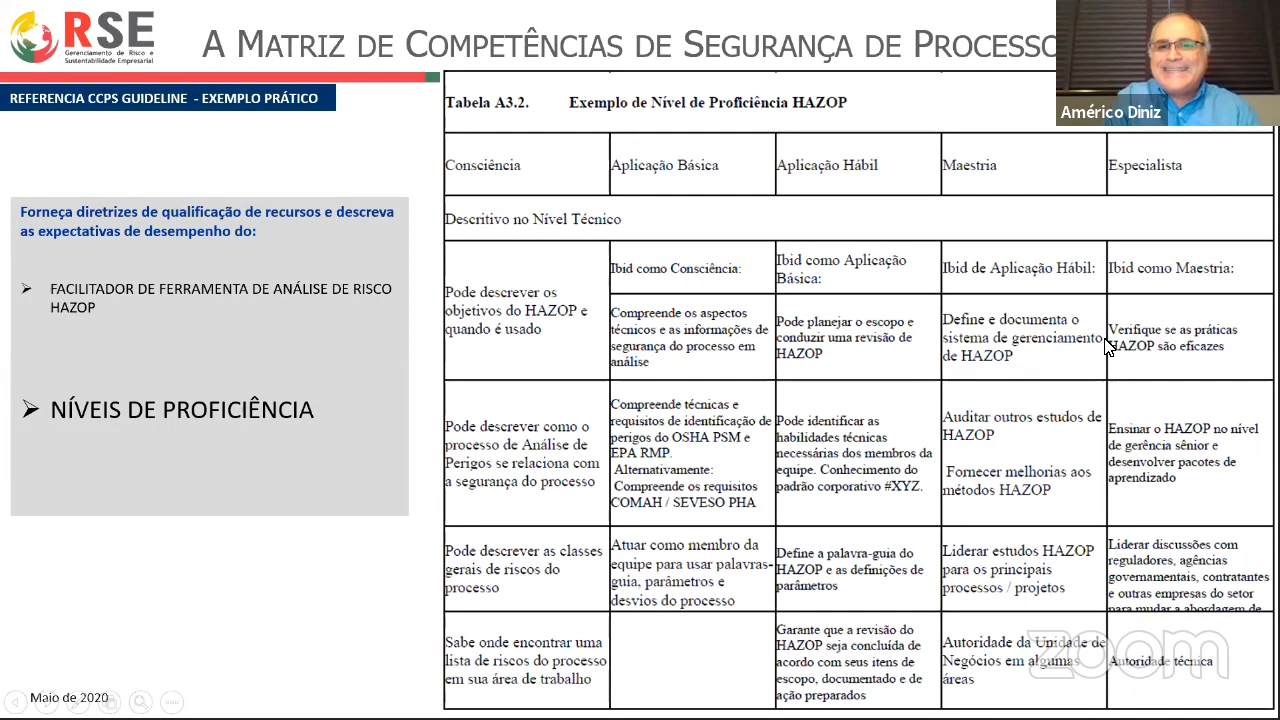 RSE
Gerenciamento de Risco e
Sustentabilidade Empresarial
A MATRIZ DE COMPETÊNCIAS DE SEGURANÇA DE PROCESSO
Américo Diniz
REFERENCIA CCPS GUIDELINE - EXEMPLO PRÁTICO
Forneça diretrizes de qualificação de recursos e descreva
as expectativas de desempenho do:
FACILITADOR DE FERRAMENTA DE ANÁLISE DE RISCO
HAZOP
NÍVEIS DE PROFICIÊNCIA
Maio de 2020
Tabela A3.2. Exemplo de Nível de Proficiência HAZOP
Consciência
Aplicação Básica
Aplicação Hábil
Maestria
Especialista
Descritivo no Nível Técnico
Pode descrever os
objetivos do HAZOP e
quando é usado
Ibid como Consciência:
Ibid como Aplicação
Básica:
Ibid de Aplicação Hábil:
Ibid como Maestria:
Compreende os aspectos
técnicos e as informações de
segurança do processo em
análise
Pode planejar o escopo e
conduzir uma revisão de
HAZOP
Define e documenta o
sistema de gerenciamento
de HAZOP
Verifique se as práticas
HAZOP são eficazes
Pode descrever como o
processo de Análise de
Perigos se relaciona com
a segurança do processo
Compreende técnicas e
requisitos de identificação de
perigos do OSHA PSM e
EPA RMP.
Alternativamente:
Compreende os requisitos
COMAH / SEVESO PHA
Pode identificar as
habilidades técnicas
necessárias dos membros da
equipe. Conhecimento do
padrão corporativo #XYZ.
Auditar outros estudos de
HAZOP
Fornecer melhorias aos
métodos HAZOP
Ensinar o HAZOP no nível
de gerência sênior e
desenvolver pacotes de
aprendizado
Pode descrever as classes
gerais de riscos do
processo
Atuar como membro da
equipe para usar palavras-
guia, parâmetros e
desvios do processo
Define a palavra-guia do
HAZOP e as definições de
parâmetros
Liderar estudos HAZOP
para os principais
processos / projetos
Liderar discussões com
reguladores, agências
governamentais, contratantes
e outras empresas do setor
para mudar a abordagem de
Sabe onde encontrar uma
lista de riscos do processo
em sua área de trabalho
Garante que a revisão do
HAZOP seja concluída de
acordo com seus itens de
escopo, documentado e de
ação preparados
Autoridade da Unidade de
Negócios em algumas
áreas
Autoridade técnica
zoom